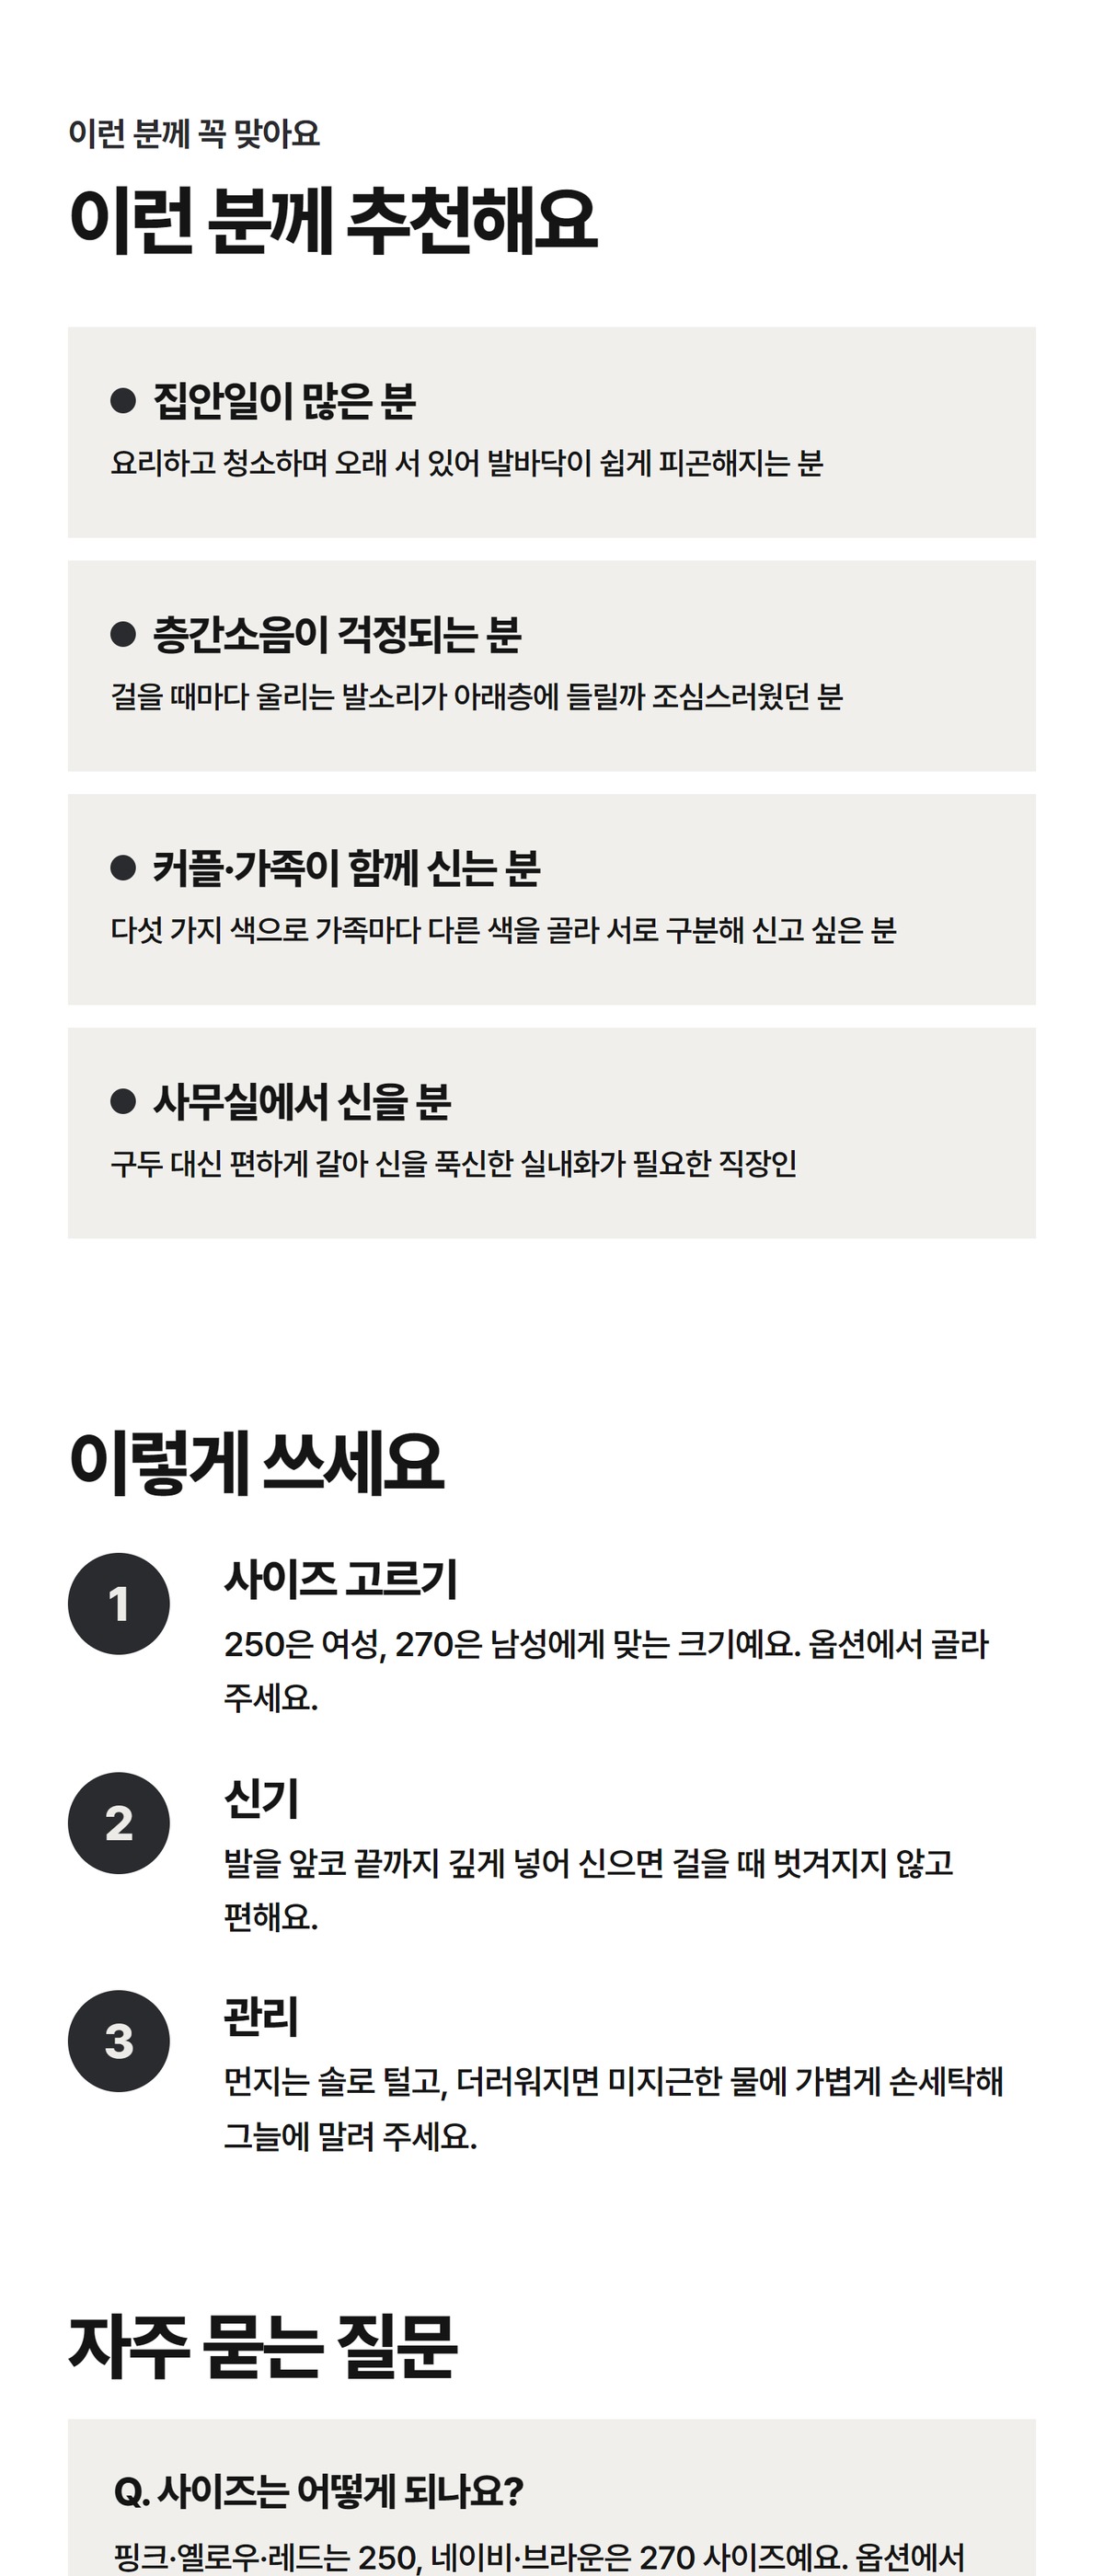 이런 분께 꼭 맞아요
이런 분께 추천해요
집안일이 많은 분
요리하고 청소하며 오래 서 있어 발바닥이 쉽게 피곤해지는 분
층간소음이 걱정되는 분
걸을 때마다 울리는 발소리가 아래층에 들릴까 조심스러웠던 분
커플·가족이 함께 신는 분
다섯 가지 색으로 가족마다 다른 색을 골라 서로 구분해 신고 싶은 분
사무실에서 신을 분
구두 대신 편하게 갈아 신을 푹신한 실내화가 필요한 직장인
이렇게 쓰세요
1
사이즈 고르기
250은 여성, 270은 남성에게 맞는 크기예요. 옵션에서 골라
주세요.
2
신기
발을 앞코 끝까지 깊게 넣어 신으면 걸을 때 벗겨지지 않고
편해요.
3
관리
먼지는 솔로 털고, 더러워지면 미지근한 물에 가볍게 손세탁해
그늘에 말려 주세요.
자주 묻는 질문
Q. 사이즈는 어떻게 되나요?
핑크·옐로우·레드는 250, 네이비·브라운은 270 사이즈예요. 옵션에서